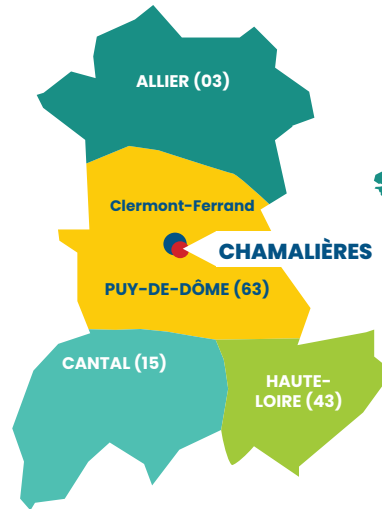 ALLIER (03)
Clermont-Ferrand
CHAMALIÈRES
PUY-DE-DÔME (63)
CANTAL (15)
HAUTE-
LOIRE (43)